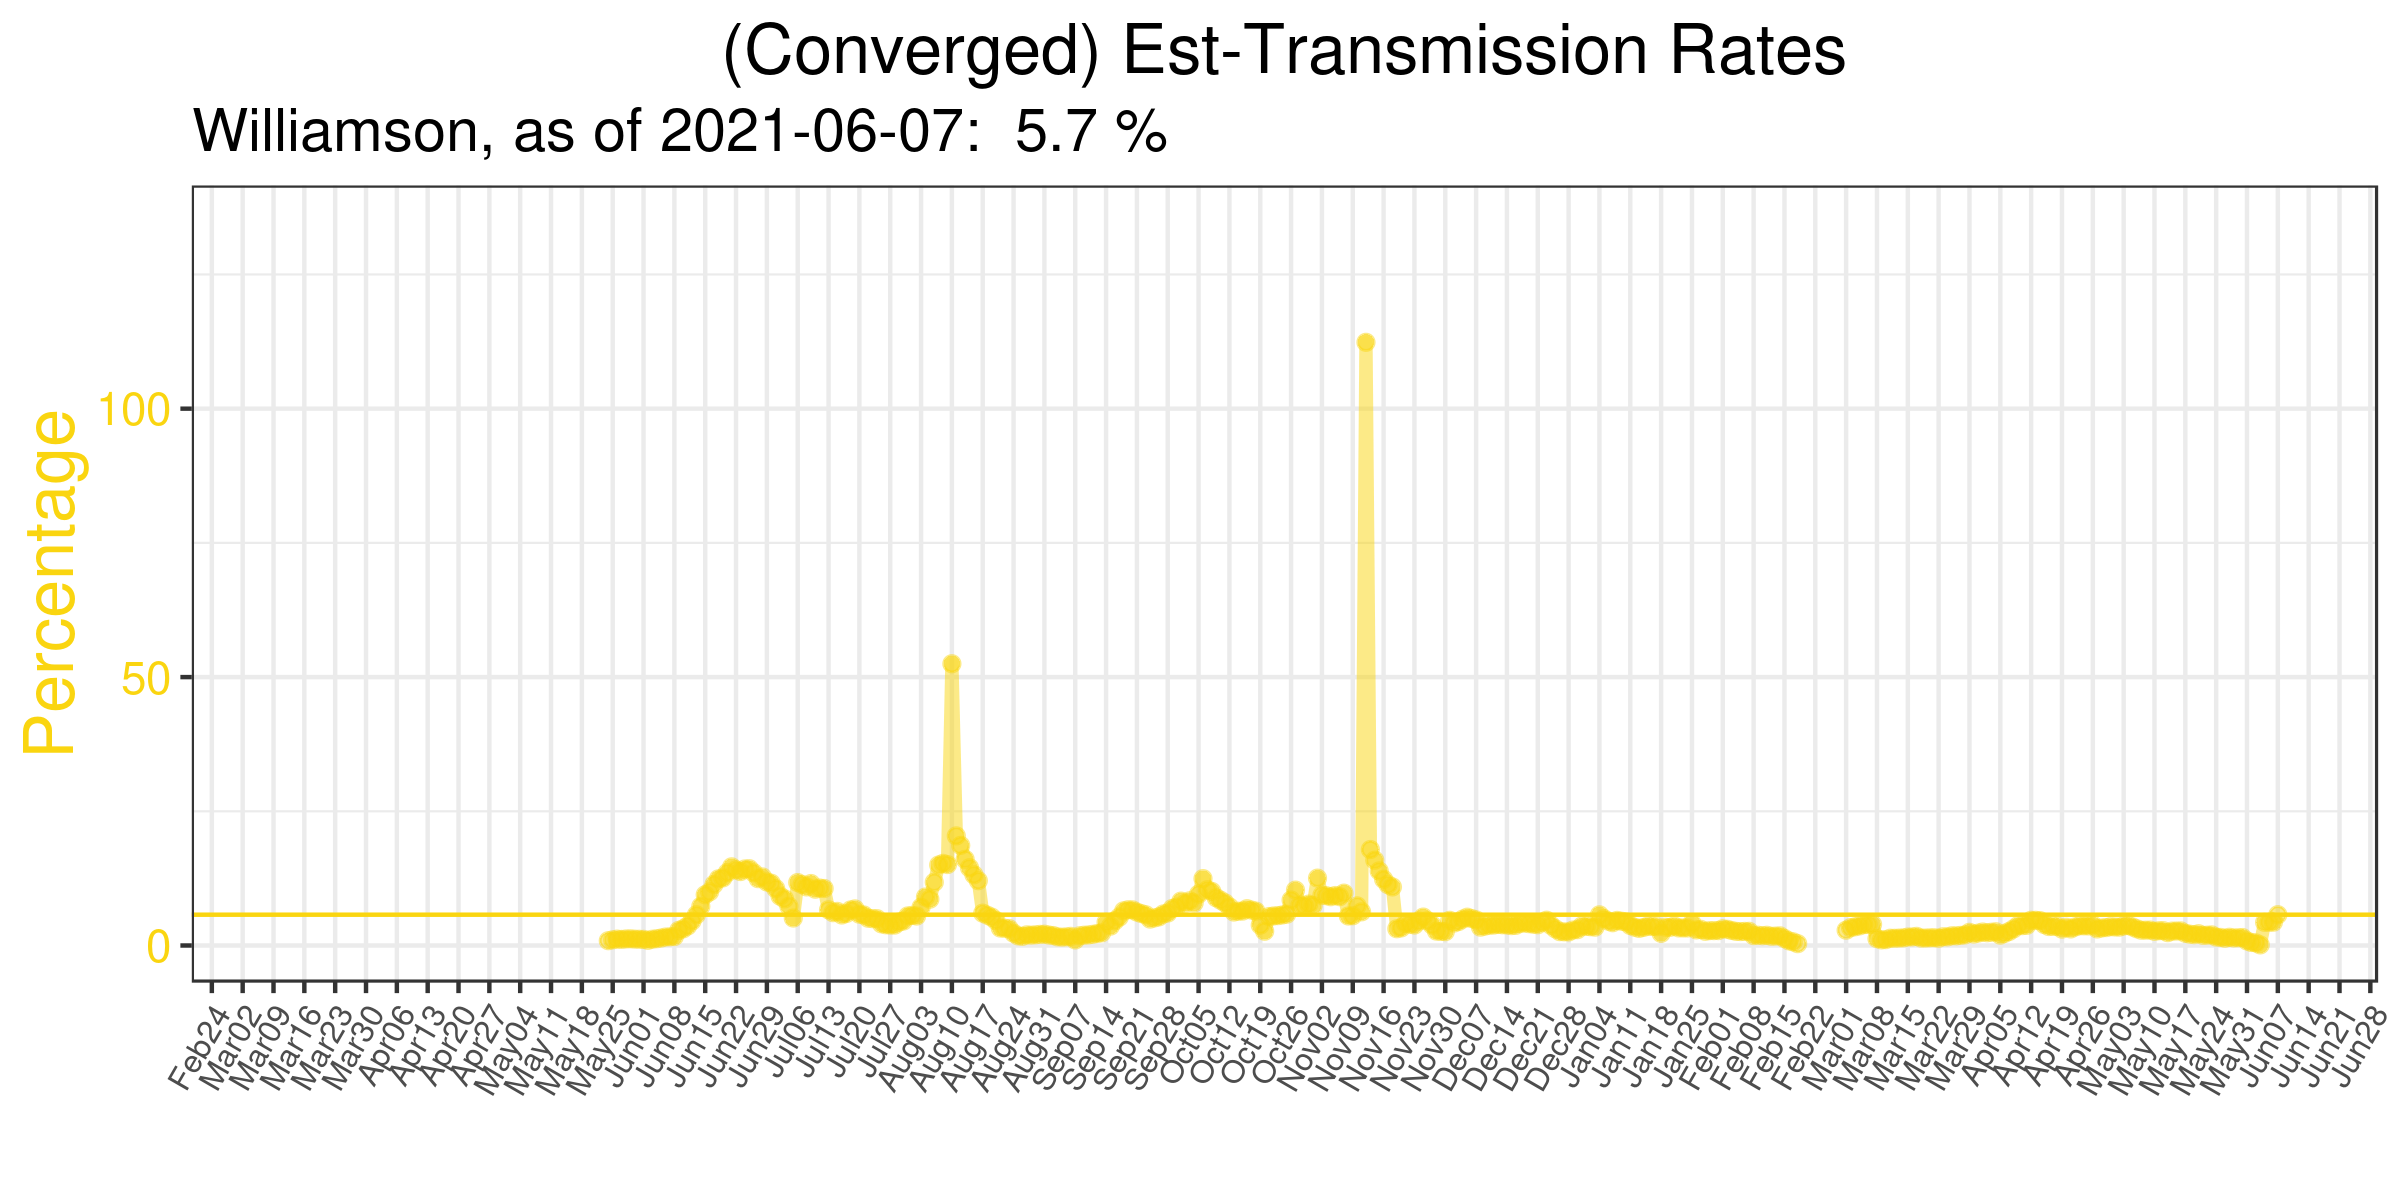 (Converged) Est-Transmission Rates
Williamson, as of 2021-06-07:  5.7 %
Percentage
100
50
0
Feb24
Mar02
Mar09
Mar16
Mar23
Mar30
Apr06
Apr13
Apr20
Apr27
May04
May11
May18
May25
Jun01
Jun08
Jun15
Jun22
Jun29
Jul06
Jul13
Jul20
Jul27
Aug03
Aug10
Aug17
Aug24
Aug31
Sep07
Sep14
Sep21
Sep28
Oct05
Oct12
Oct19
Oct26
Nov02
Nov09
Nov16
Nov23
Nov30
Dec07
Dec14
Dec21
Dec28
Jan04
Jan11
Jan18
Jan25
Feb01
Feb08
Feb15
Feb22
Mar01
Mar08
Mar15
Mar22
Mar29
Apr05
Apr12
Apr19
Apr26
May03
May10
May17
May24
May31
Jun07
Jun14
Jun21
Jun28